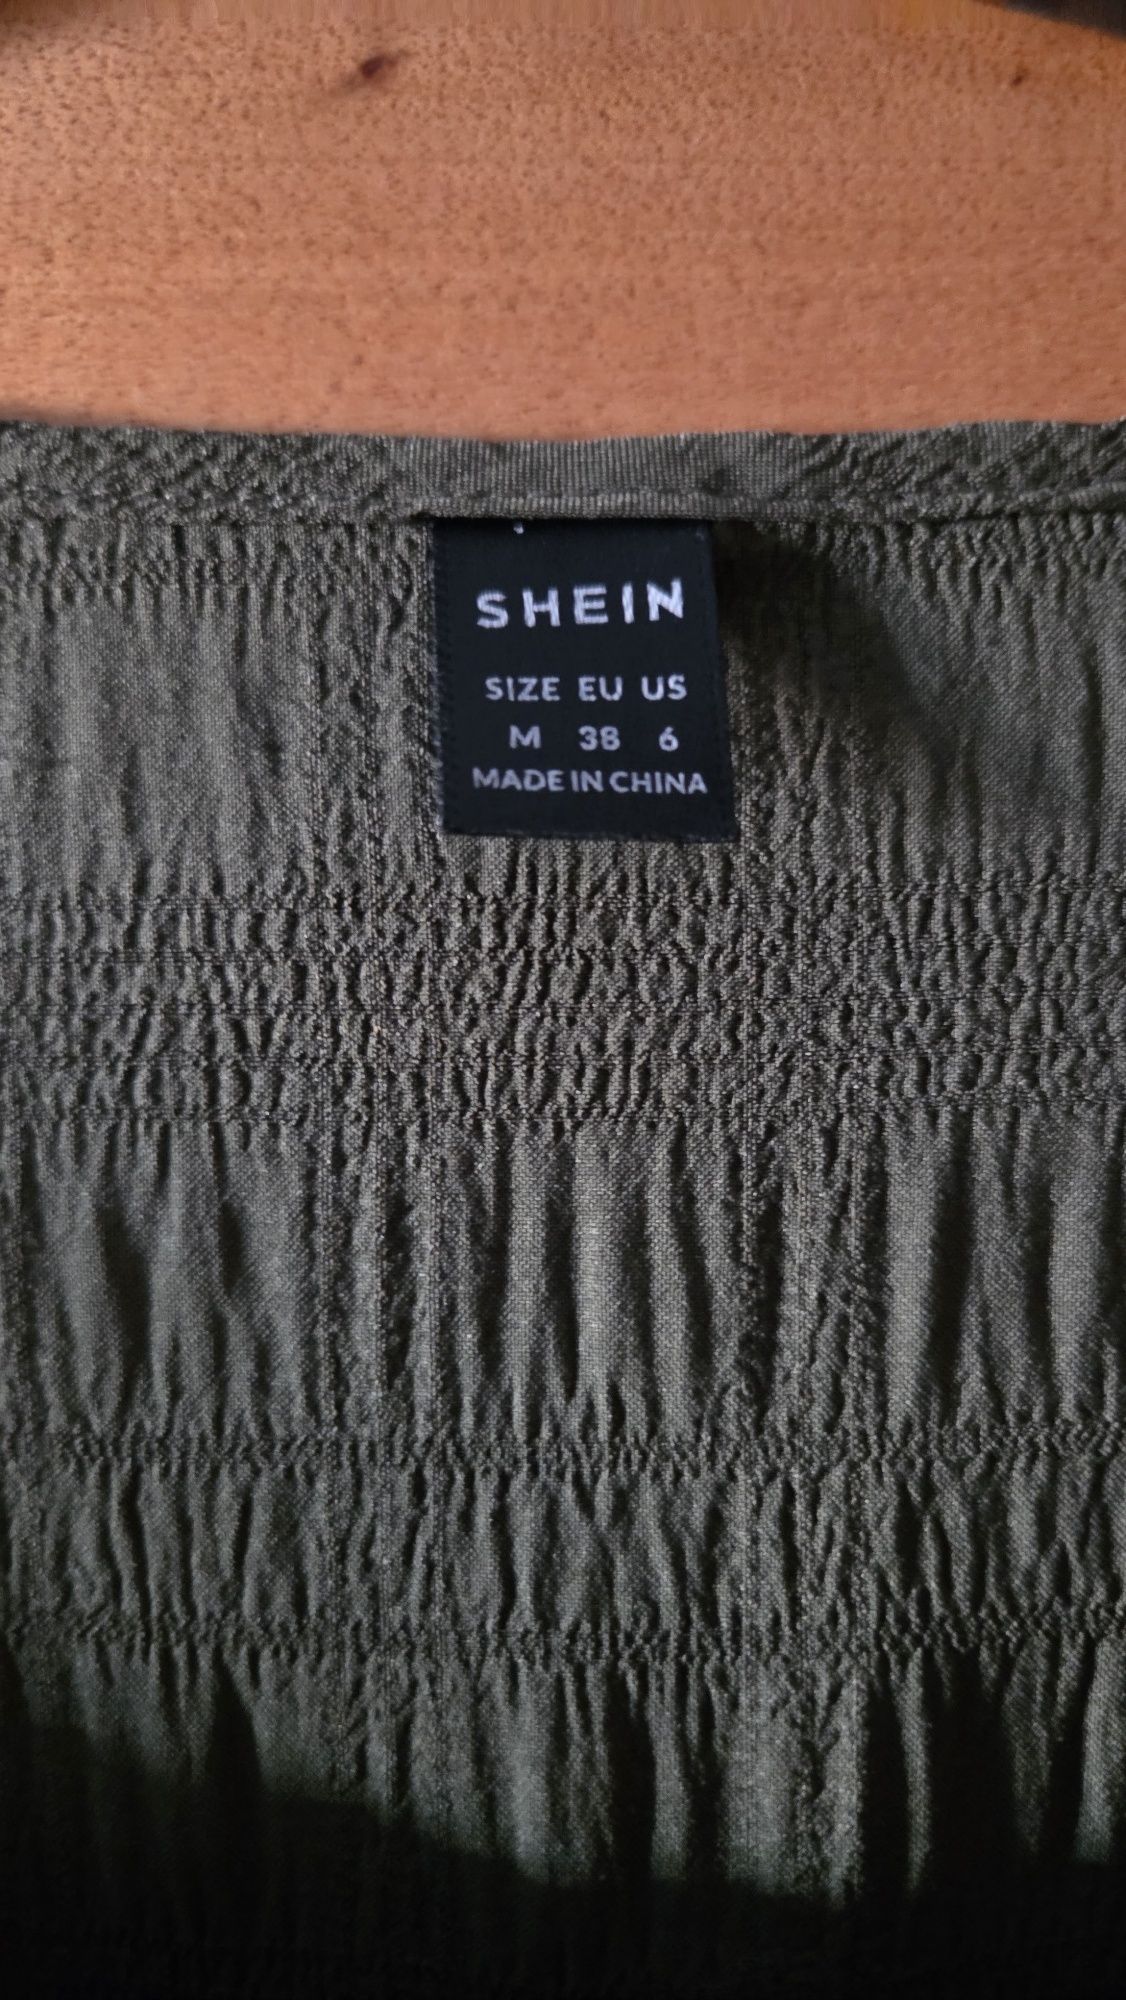 SHEIN
SIZE EU US
M 38 6
MADE IN CHINA